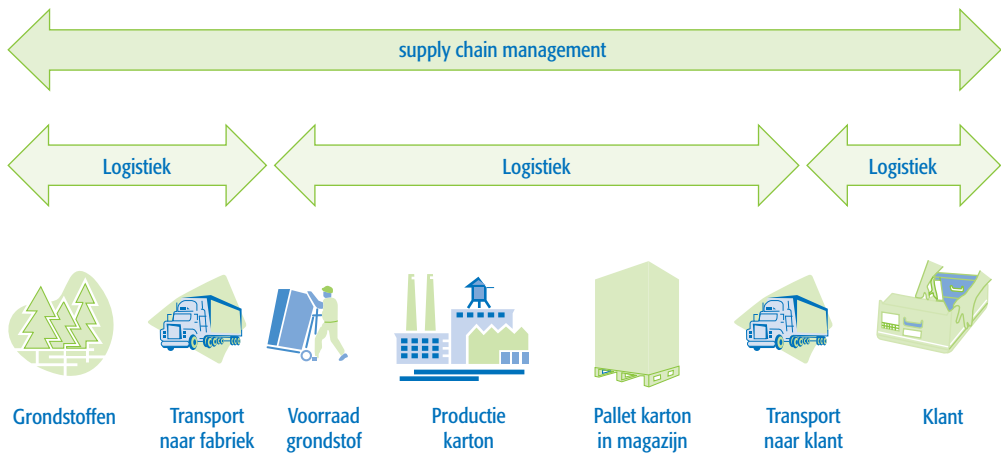 supply chain management
Logistiek
Logistiek
Logistiek
Grondstoffen
Transport
naar fabriek
Voorraad
grondstof
Productie
karton
Pallet karton
in magazijn
Transport
naar klant
Klant